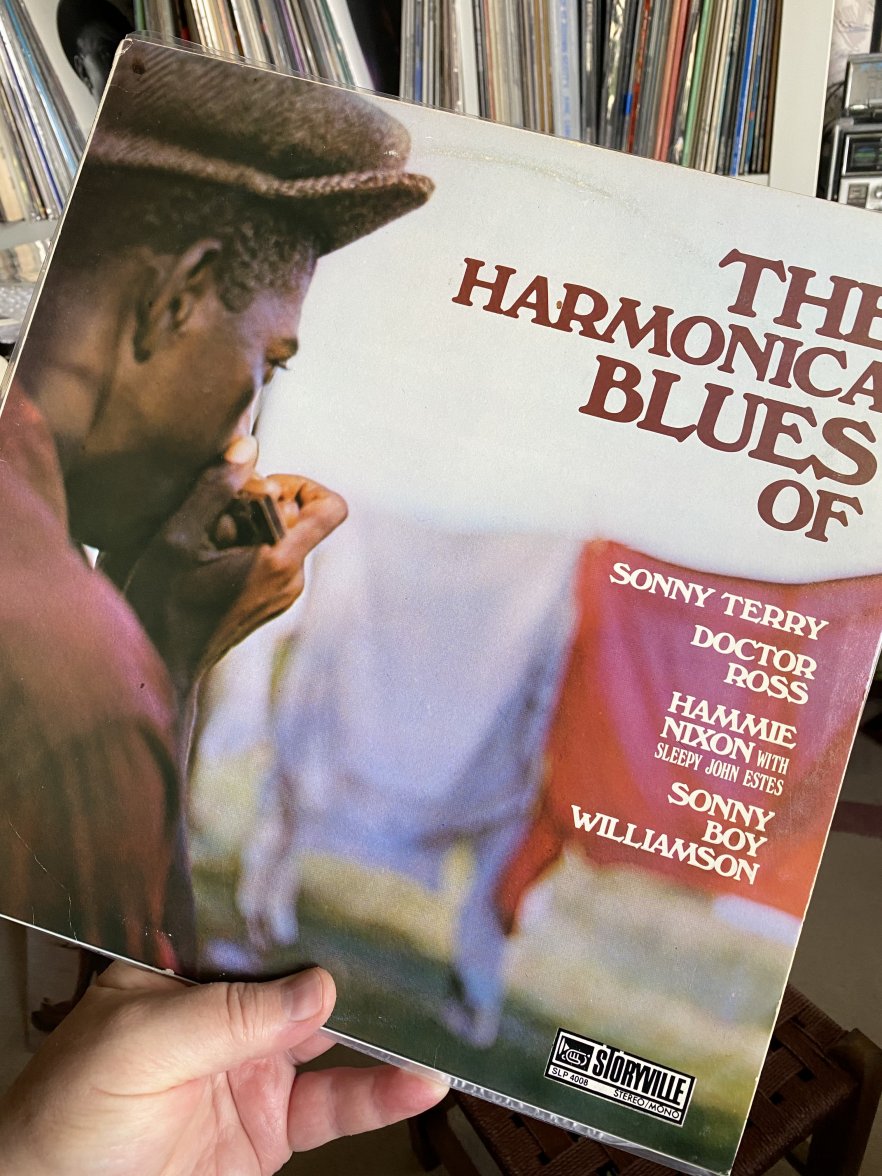 THE
HARMONICA
BLUES
OF
SONNY TERRY
DOCTOR
ROSS
HAMMIE
NIXON WITH
SLEEPY JOHN ESTES
SONNY
BOY
WILLIAMSON
STORYVILLE
SLP 4008 STEREO/MONO